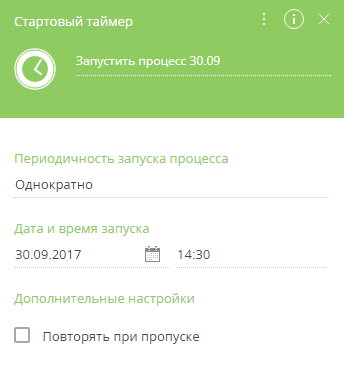 Стартовый таймер
Запустить процесс 30.09
Периодичность запуска процесса
Однократно
Дата и время запуска
30.09.2017 14:30
Дополнительные настройки
Повторять при пропуске